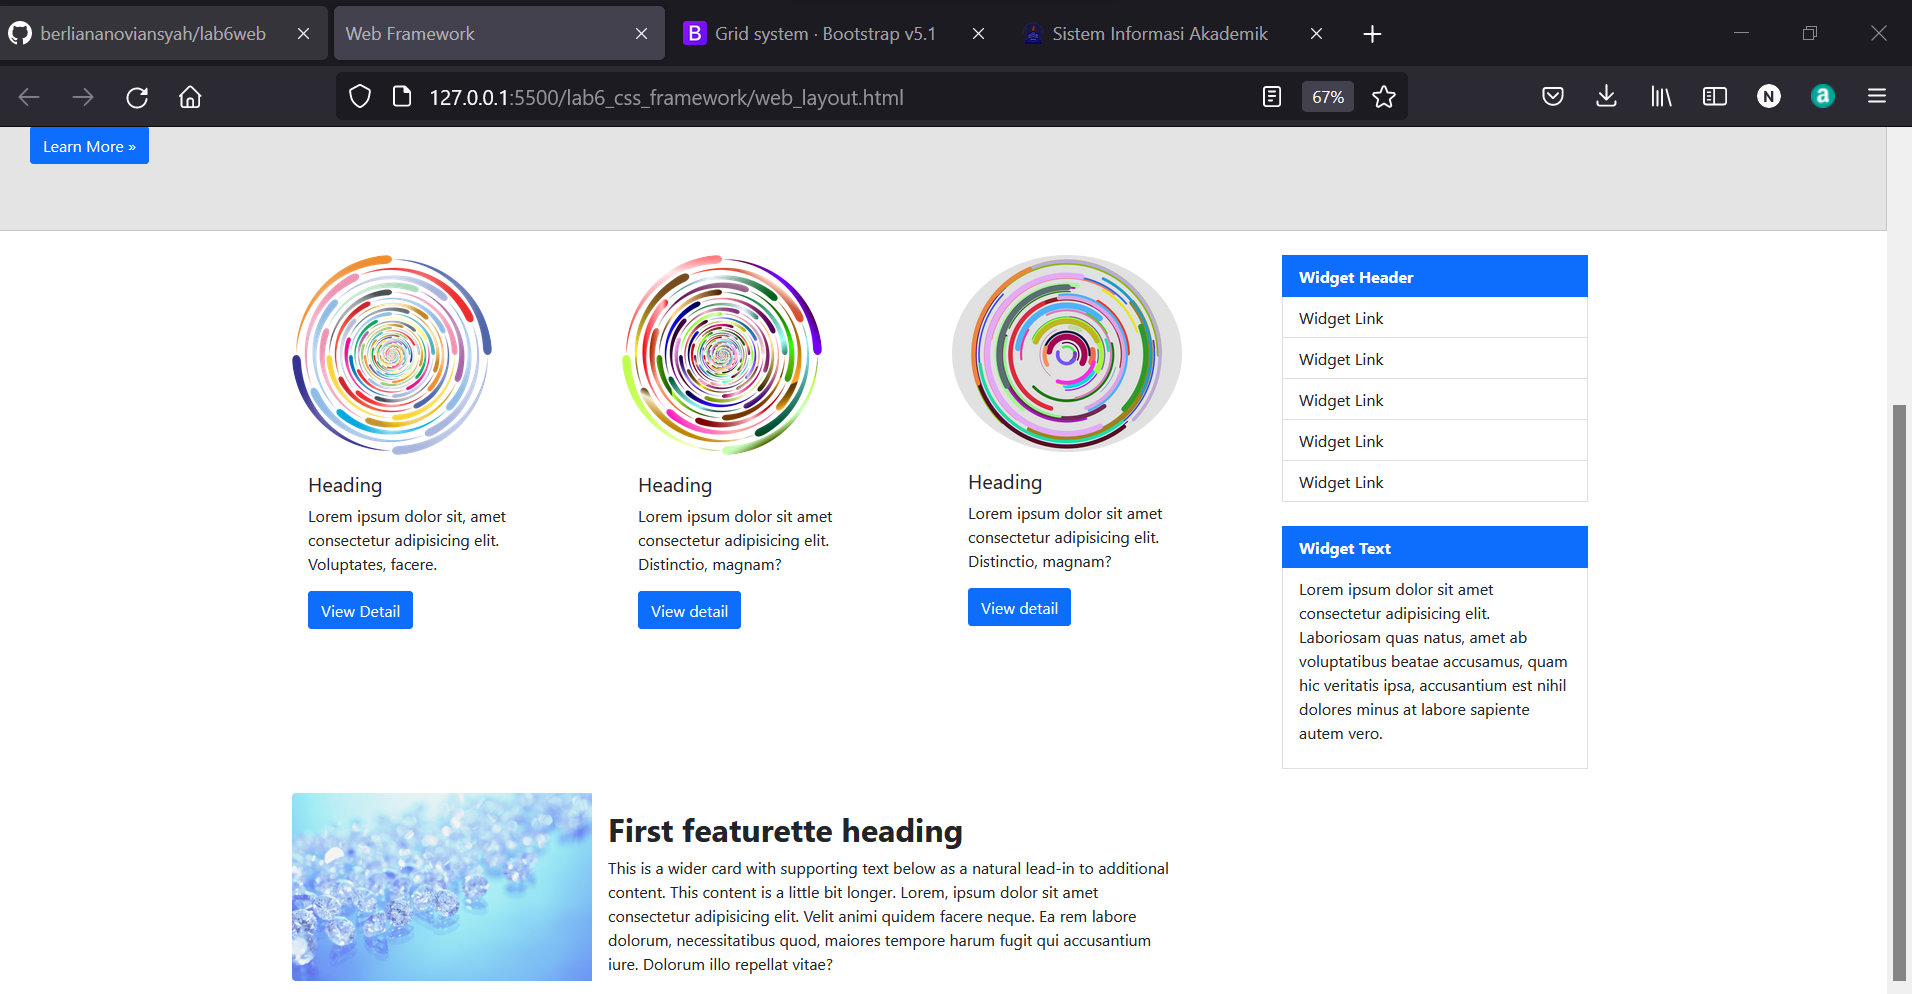 berliananoviansyah/lab6web
Web Framework
Grid system · Bootstrap v5.1
Sistem Informasi Akademik
127.0.0.1:5500/lab6_css_framework/web_layout.html
67%
N
a
Learn More »
Heading
Lorem ipsum dolor sit, amet
consectetur adipisicing elit.
Voluptates, facere.
View Detail
Heading
Lorem ipsum dolor sit amet
consectetur adipisicing elit.
Distinctio, magnam?
View detail
Heading
Lorem ipsum dolor sit amet
consectetur adipisicing elit.
Distinctio, magnam?
View detail
Widget Header
Widget Link
Widget Link
Widget Link
Widget Link
Widget Link
Widget Text
Lorem ipsum dolor sit amet
consectetur adipisicing elit.
Laboriosam quas natus, amet ab
voluptatibus beatae accusamus, quam
hic veritatis ipsa, accusantium est nihil
dolores minus at labore sapiente
autem vero.
First featurette heading
This is a wider card with supporting text below as a natural lead-in to additional
content. This content is a little bit longer. Lorem, ipsum dolor sit amet
consectetur adipisicing elit. Velit animi quidem facere neque. Ea rem labore
dolorum, necessitatibus quod, maiores tempore harum fugit qui accusantium
iure. Dolorum illo repellat vitae?